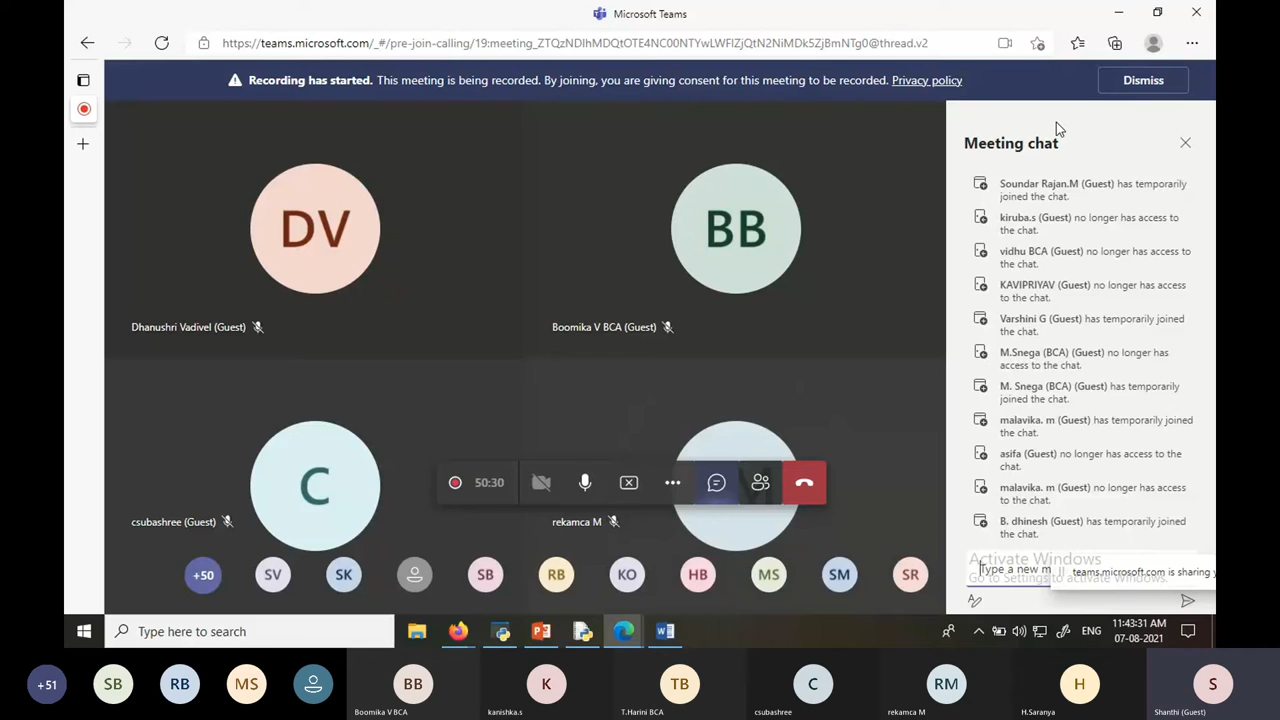 Microsoft Teams
https://teams.microsoft.com/_#/pre-join-calling/19:meeting_ZTQzNDlhMDQtOTE4NC00NTYwLWFlZjQtN2NiMDk5ZjBmNTg0@thread.v2
Recording has started. This meeting is being recorded. By joining, you are giving consent for this meeting to be recorded. Privacy policy
Dismiss
DV
Dhanushri Vadivel (Guest)
BB
Boomika V BCA (Guest)
C
csubashree (Guest)
rekamca M
50:30
+50
SV
SK
SB
RB
KO
HB
MS
SM
SR
Meeting chat
Soundar Rajan.M (Guest) has temporarily
joined the chat.
kiruba.s (Guest) no longer has access to
the chat.
vidhu BCA (Guest) no longer has access to
the chat.
KAVIPRIYAV (Guest) no longer has access
to the chat.
Varshini G (Guest) has temporarily joined
the chat.
M.Snega (BCA) (Guest) no longer has
access to the chat.
M. Snega (BCA) (Guest) has temporarily
joined the chat.
malavika. m (Guest) has temporarily joined
the chat.
asifa (Guest) no longer has access to the
chat.
malavika. m (Guest) no longer has access
to the chat.
B. dhinesh (Guest) has temporarily joined
the chat.
Activate Windows
Go to Settings to activate Windows.
Type a new m
teams.microsoft.com is sharing
Type here to search
ENG
11:43:31 AM
07-08-2021
+51
SB
RB
MS
BB
Boomika V BCA
K
kanishka.s
TB
T.Harini BCA
C
csubashree
RM
rekamca M
H
H.Saranya
S
Shanthi (Guest)